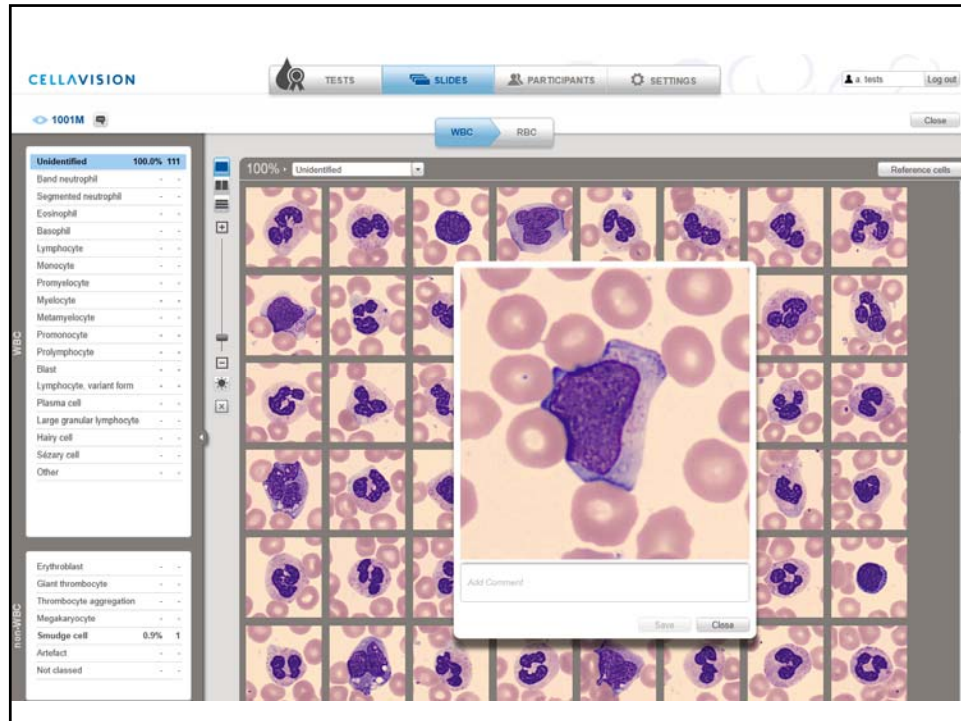 CELLAVISION
TESTS SLIDES PARTICIPANTS SETTINGS
a tests Log out
1001M
Close
WBC RBC
Unidentified 100.0% 111
Band neutrophil - -
Segmented neutrophil - -
Eosinophil - -
Basophil - -
Lymphocyte - -
Monocyte - -
Promyelocyte - -
Myelocyte - -
Metamyelocyte - -
Promonocyte - -
Prolymphocyte - -
Blast - -
Lymphocyte, variant form - -
Plasma cell - -
Large granular lymphocyte - -
Hairy cell - -
Sézary cell - -
Other - -
WBC
Erythroblast - -
Giant thrombocyte - -
Thrombocyte aggregation - -
Megakaryocyte - -
Smudge cell 0.9% 1
Artefact - -
Not classed - -
non-WBC
100% Unidentified
Reference cells
Add Comment
Save Close